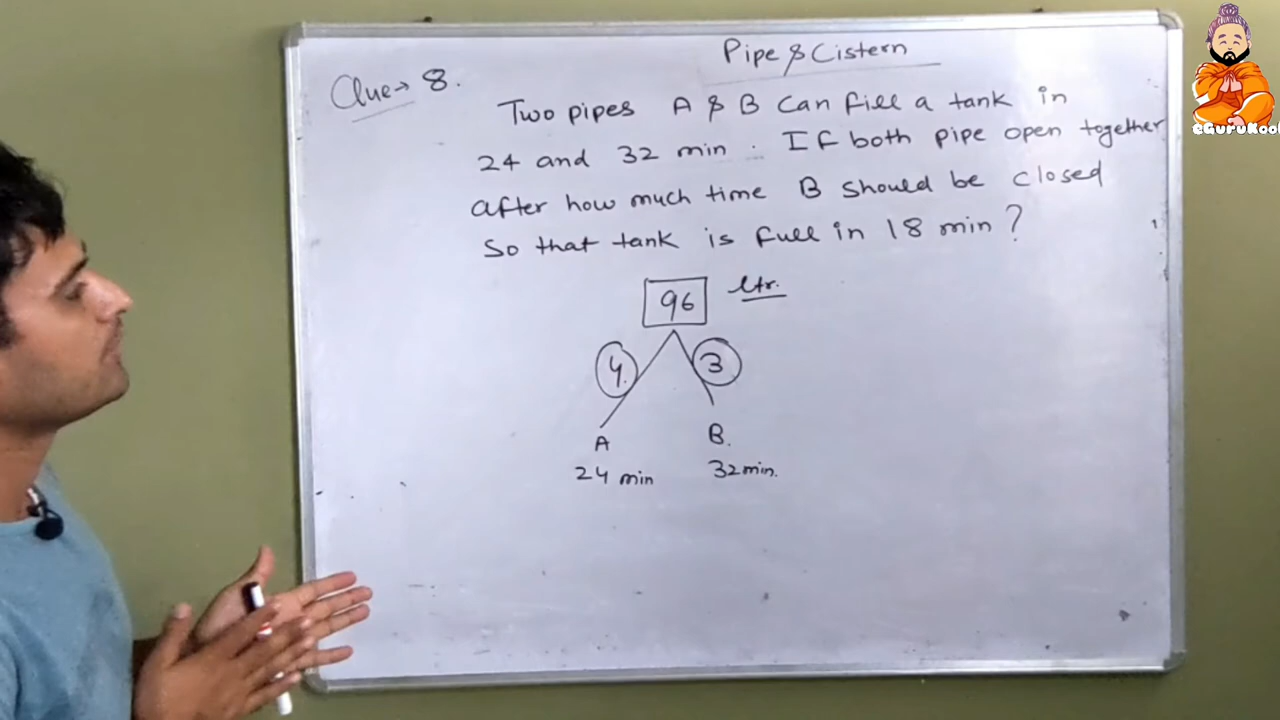 Pipe & Cistern
Clue → 8.
Two pipes A & B can fill a tank in
24 and 32 min. If both pipe open together
after how much time B should be closed
So that tank is full in 18 min?
96 ltr.
4 3
A B.
24 min 32min.
eGuruKool